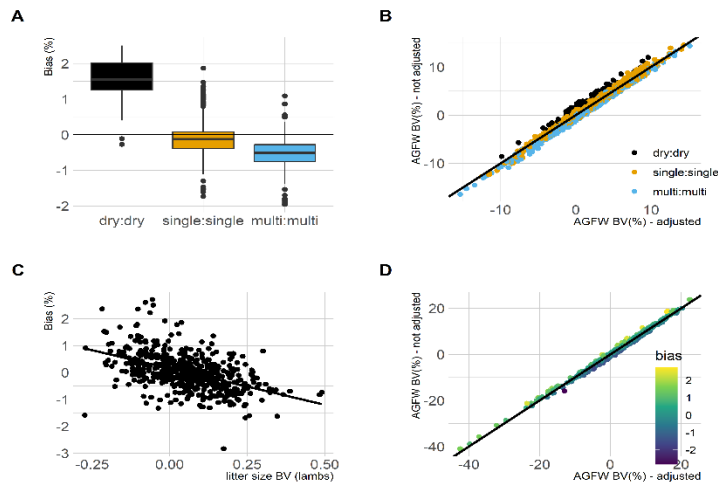 A
Bias (%)
2
1
0
-1
-2
dry:dry single:single multi:multi
B
AGFW BV(%) - not adjusted
10
0
-10
dry:dry
single:single
multi:multi
-10 0 10
AGFW BV(%) - adjusted
C
Bias (%)
2
1
0
-1
-2
-3
-0.25 0.00 0.25 0.50
litter size BV (lambs)
D
AGFW BV(%) - not adjusted
20
0
-20
-40
bias
2
1
0
-1
-2
-40 -20 0 20
AGFW BV(%) - adjusted